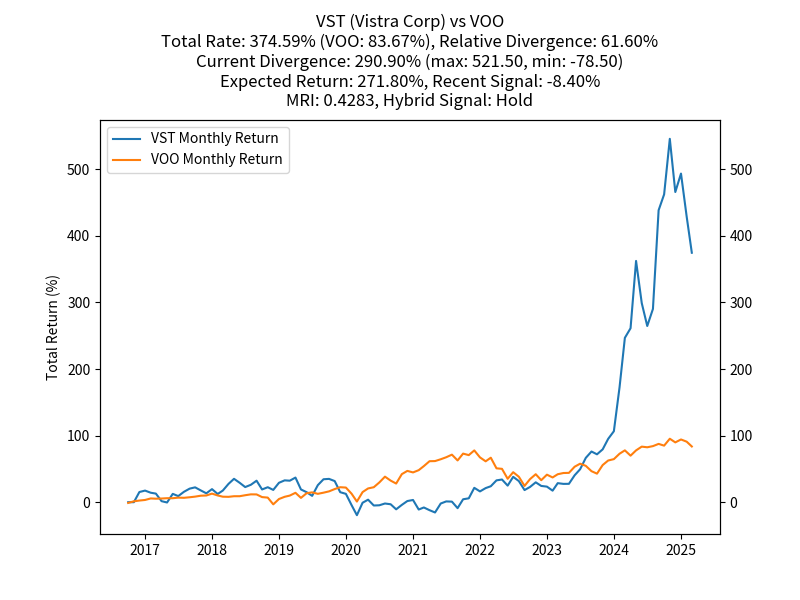 VST (Vistra Corp) vs VOO
Total Rate: 374.59% (VOO: 83.67%), Relative Divergence: 61.60%
Current Divergence: 290.90% (max: 521.50, min: -78.50)
Expected Return: 271.80%, Recent Signal: -8.40%
MRI: 0.4283, Hybrid Signal: Hold
VST Monthly Return
VOO Monthly Return
Total Return (%)
500
400
300
200
100
0
500
400
300
200
100
0
2017 2018 2019 2020 2021 2022 2023 2024 2025